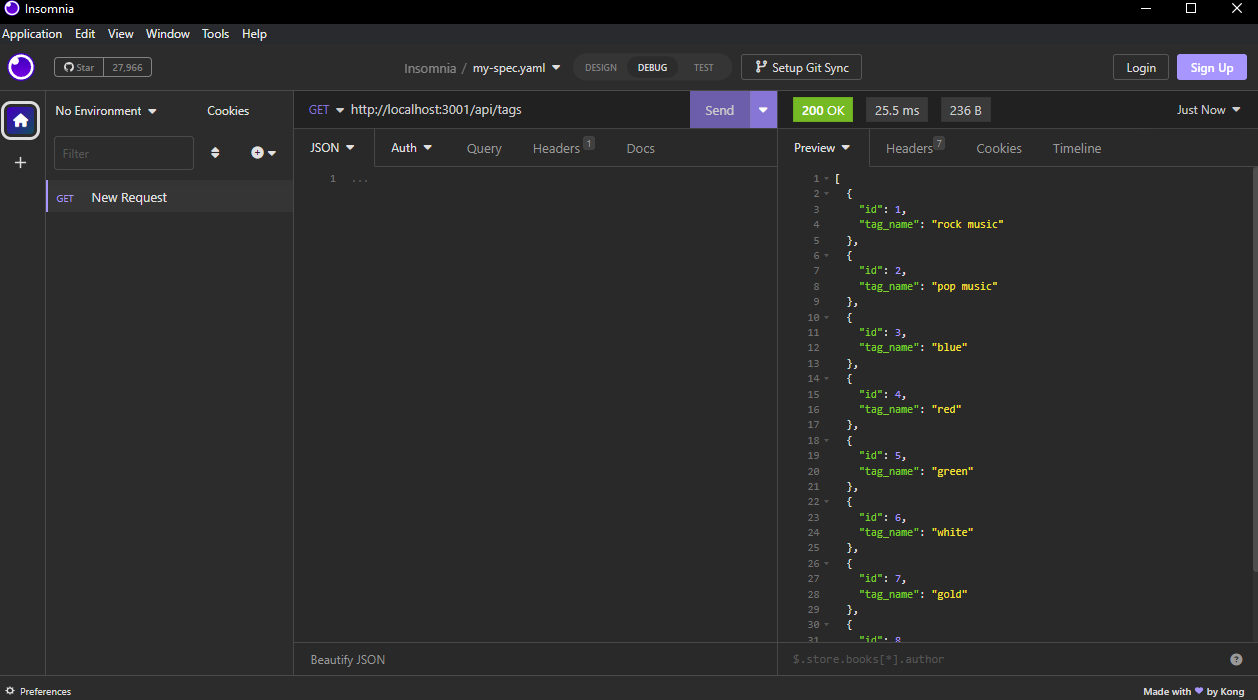 Insomnia
Application Edit View Window Tools Help
Star 27,966
Insomnia / my-spec.yaml
DESIGN DEBUG TEST
Setup Git Sync
Login Sign Up
No Environment Cookies
Filter
GET New Request
GET http://localhost:3001/api/tags Send
JSON Auth Query Headers 1 Docs
1 ...
Beautify JSON
200 OK 25.5 ms 236 B Just Now
Preview Headers 7 Cookies Timeline
1 [
2 {
3 "id": 1,
4 "tag_name": "rock music"
5 },
6 {
7 "id": 2,
8 "tag_name": "pop music"
9 },
10 {
11 "id": 3,
12 "tag_name": "blue"
13 },
14 {
15 "id": 4,
16 "tag_name": "red"
17 },
18 {
19 "id": 5,
20 "tag_name": "green"
21 },
22 {
23 "id": 6,
24 "tag_name": "white"
25 },
26 {
27 "id": 7,
28 "tag_name": "gold"
29 },
30 {
31 "id": 8
$.store.books[*].author
?
Preferences
Made with ❤ by Kong